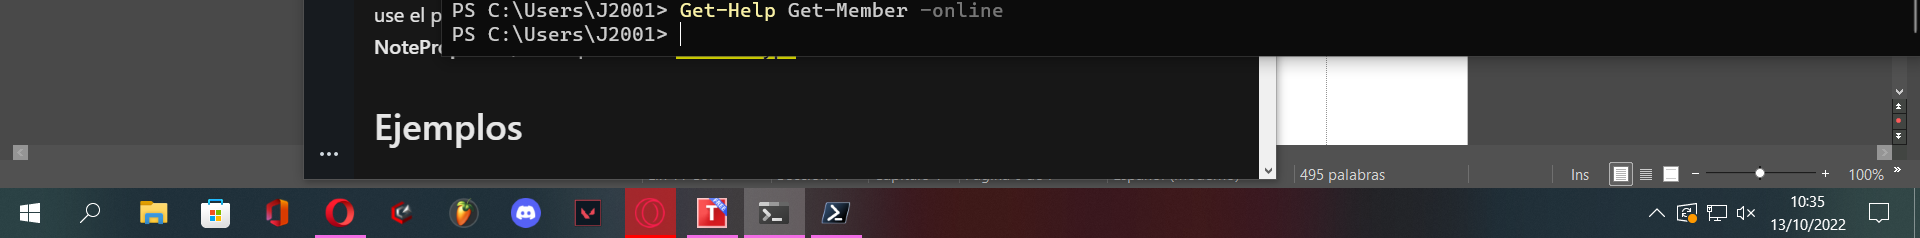 use el p
PS C:\Users\J2001> Get-Help Get-Member -online
PS C:\Users\J2001>
NotePr
Ejemplos
495 palabras
Ins
100%
10:35
13/10/2022